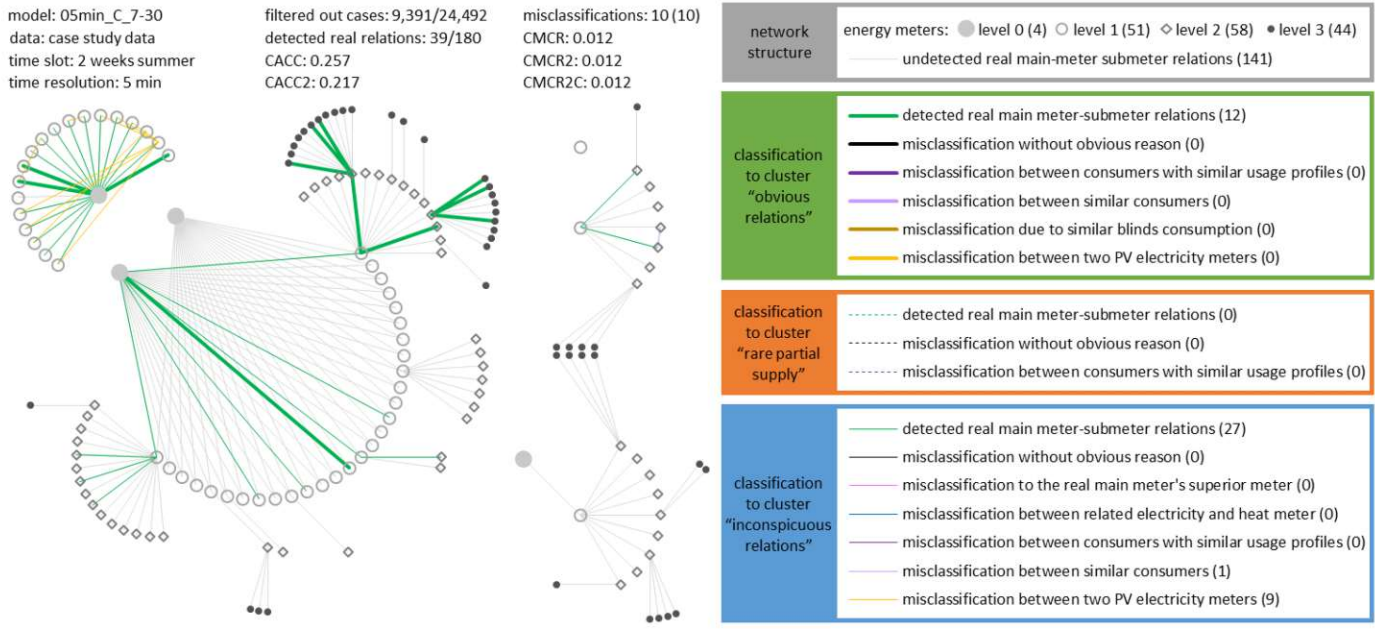 model: 05min_C_7-30
data: case study data
time slot: 2 weeks summer
time resolution: 5 min
filtered out cases: 9,391/24,492
detected real relations: 39/180
CACC: 0.257
CACC2: 0.217
misclassifications: 10 (10)
CMCR: 0.012
CMCR2: 0.012
CMCR2C: 0.012
network
structure
energy meters: level 0 (4) level 1 (51) level 2 (58) level 3 (44)
undetected real main-meter submeter relations (141)
classification
to cluster
“obvious
relations”
detected real main meter-submeter relations (12)
misclassification without obvious reason (0)
misclassification between consumers with similar usage profiles (0)
misclassification between similar consumers (0)
misclassification due to similar blinds consumption (0)
misclassification between two PV electricity meters (0)
classification
to cluster
“rare partial
supply”
detected real main meter-submeter relations (0)
misclassification without obvious reason (0)
misclassification between consumers with similar usage profiles (0)
classification
to cluster
“inconspicuous
relations”
detected real main meter-submeter relations (27)
misclassification without obvious reason (0)
misclassification to the real main meter's superior meter (0)
misclassification between related electricity and heat meter (0)
misclassification between consumers with similar usage profiles (0)
misclassification between similar consumers (1)
misclassification between two PV electricity meters (9)